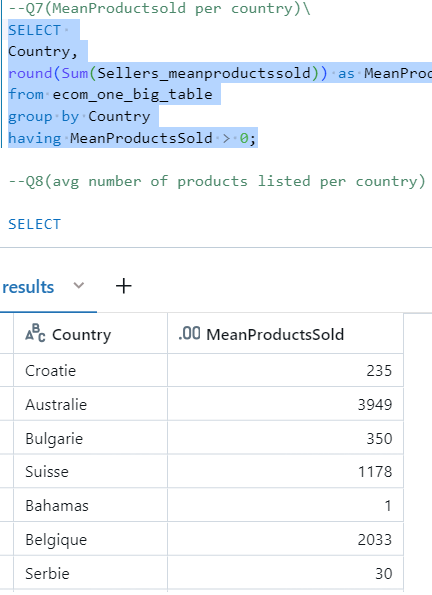 --Q7(MeanProductsold per country)\
SELECT
Country,
round(Sum(Sellers_meanproductssold)) as MeanProd
from ecom_one_big_table
group by Country
having MeanProductsSold > 0;
--Q8(avg number of products listed per country)
SELECT
results +
ABC Country .00 MeanProductsSold
Croatie 235
Australie 3949
Bulgarie 350
Suisse 1178
Bahamas 1
Belgique 2033
Serbie 30